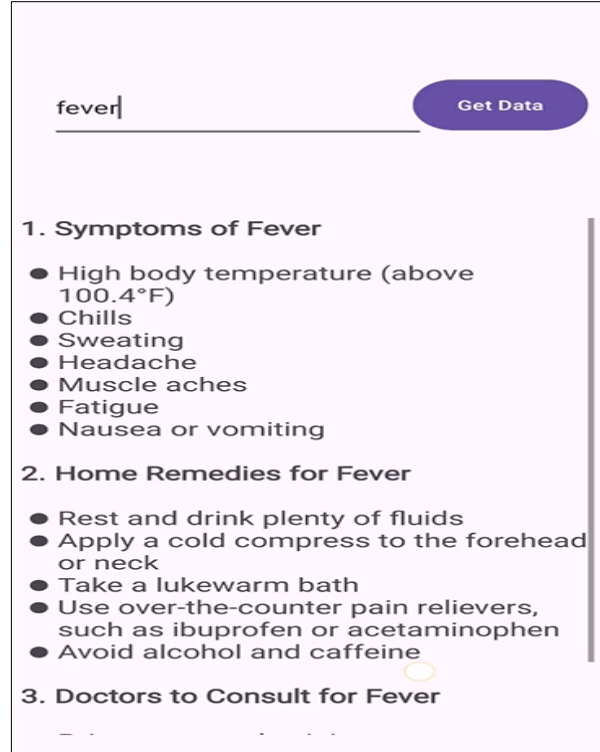 fever
Get Data
1. Symptoms of Fever
● High body temperature (above
100.4°F)
● Chills
● Sweating
● Headache
● Muscle aches
● Fatigue
● Nausea or vomiting
2. Home Remedies for Fever
● Rest and drink plenty of fluids
● Apply a cold compress to the forehead
or neck
● Take a lukewarm bath
● Use over-the-counter pain relievers,
such as ibuprofen or acetaminophen
● Avoid alcohol and caffeine
3. Doctors to Consult for Fever